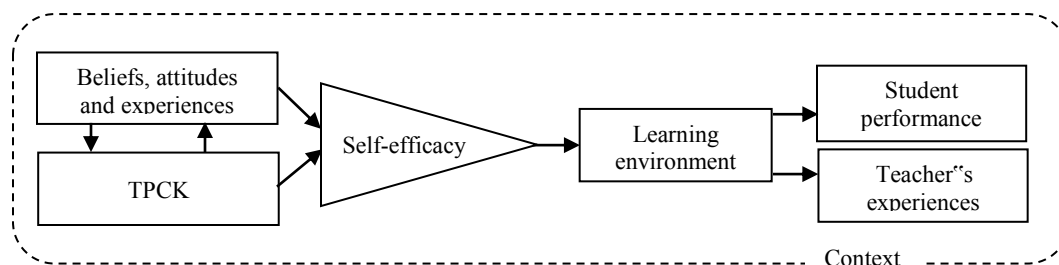 Beliefs, attitudes
and experiences
TPCK
Self-efficacy
Learning
environment
Student
performance
Teacher‟s
experiences
Context